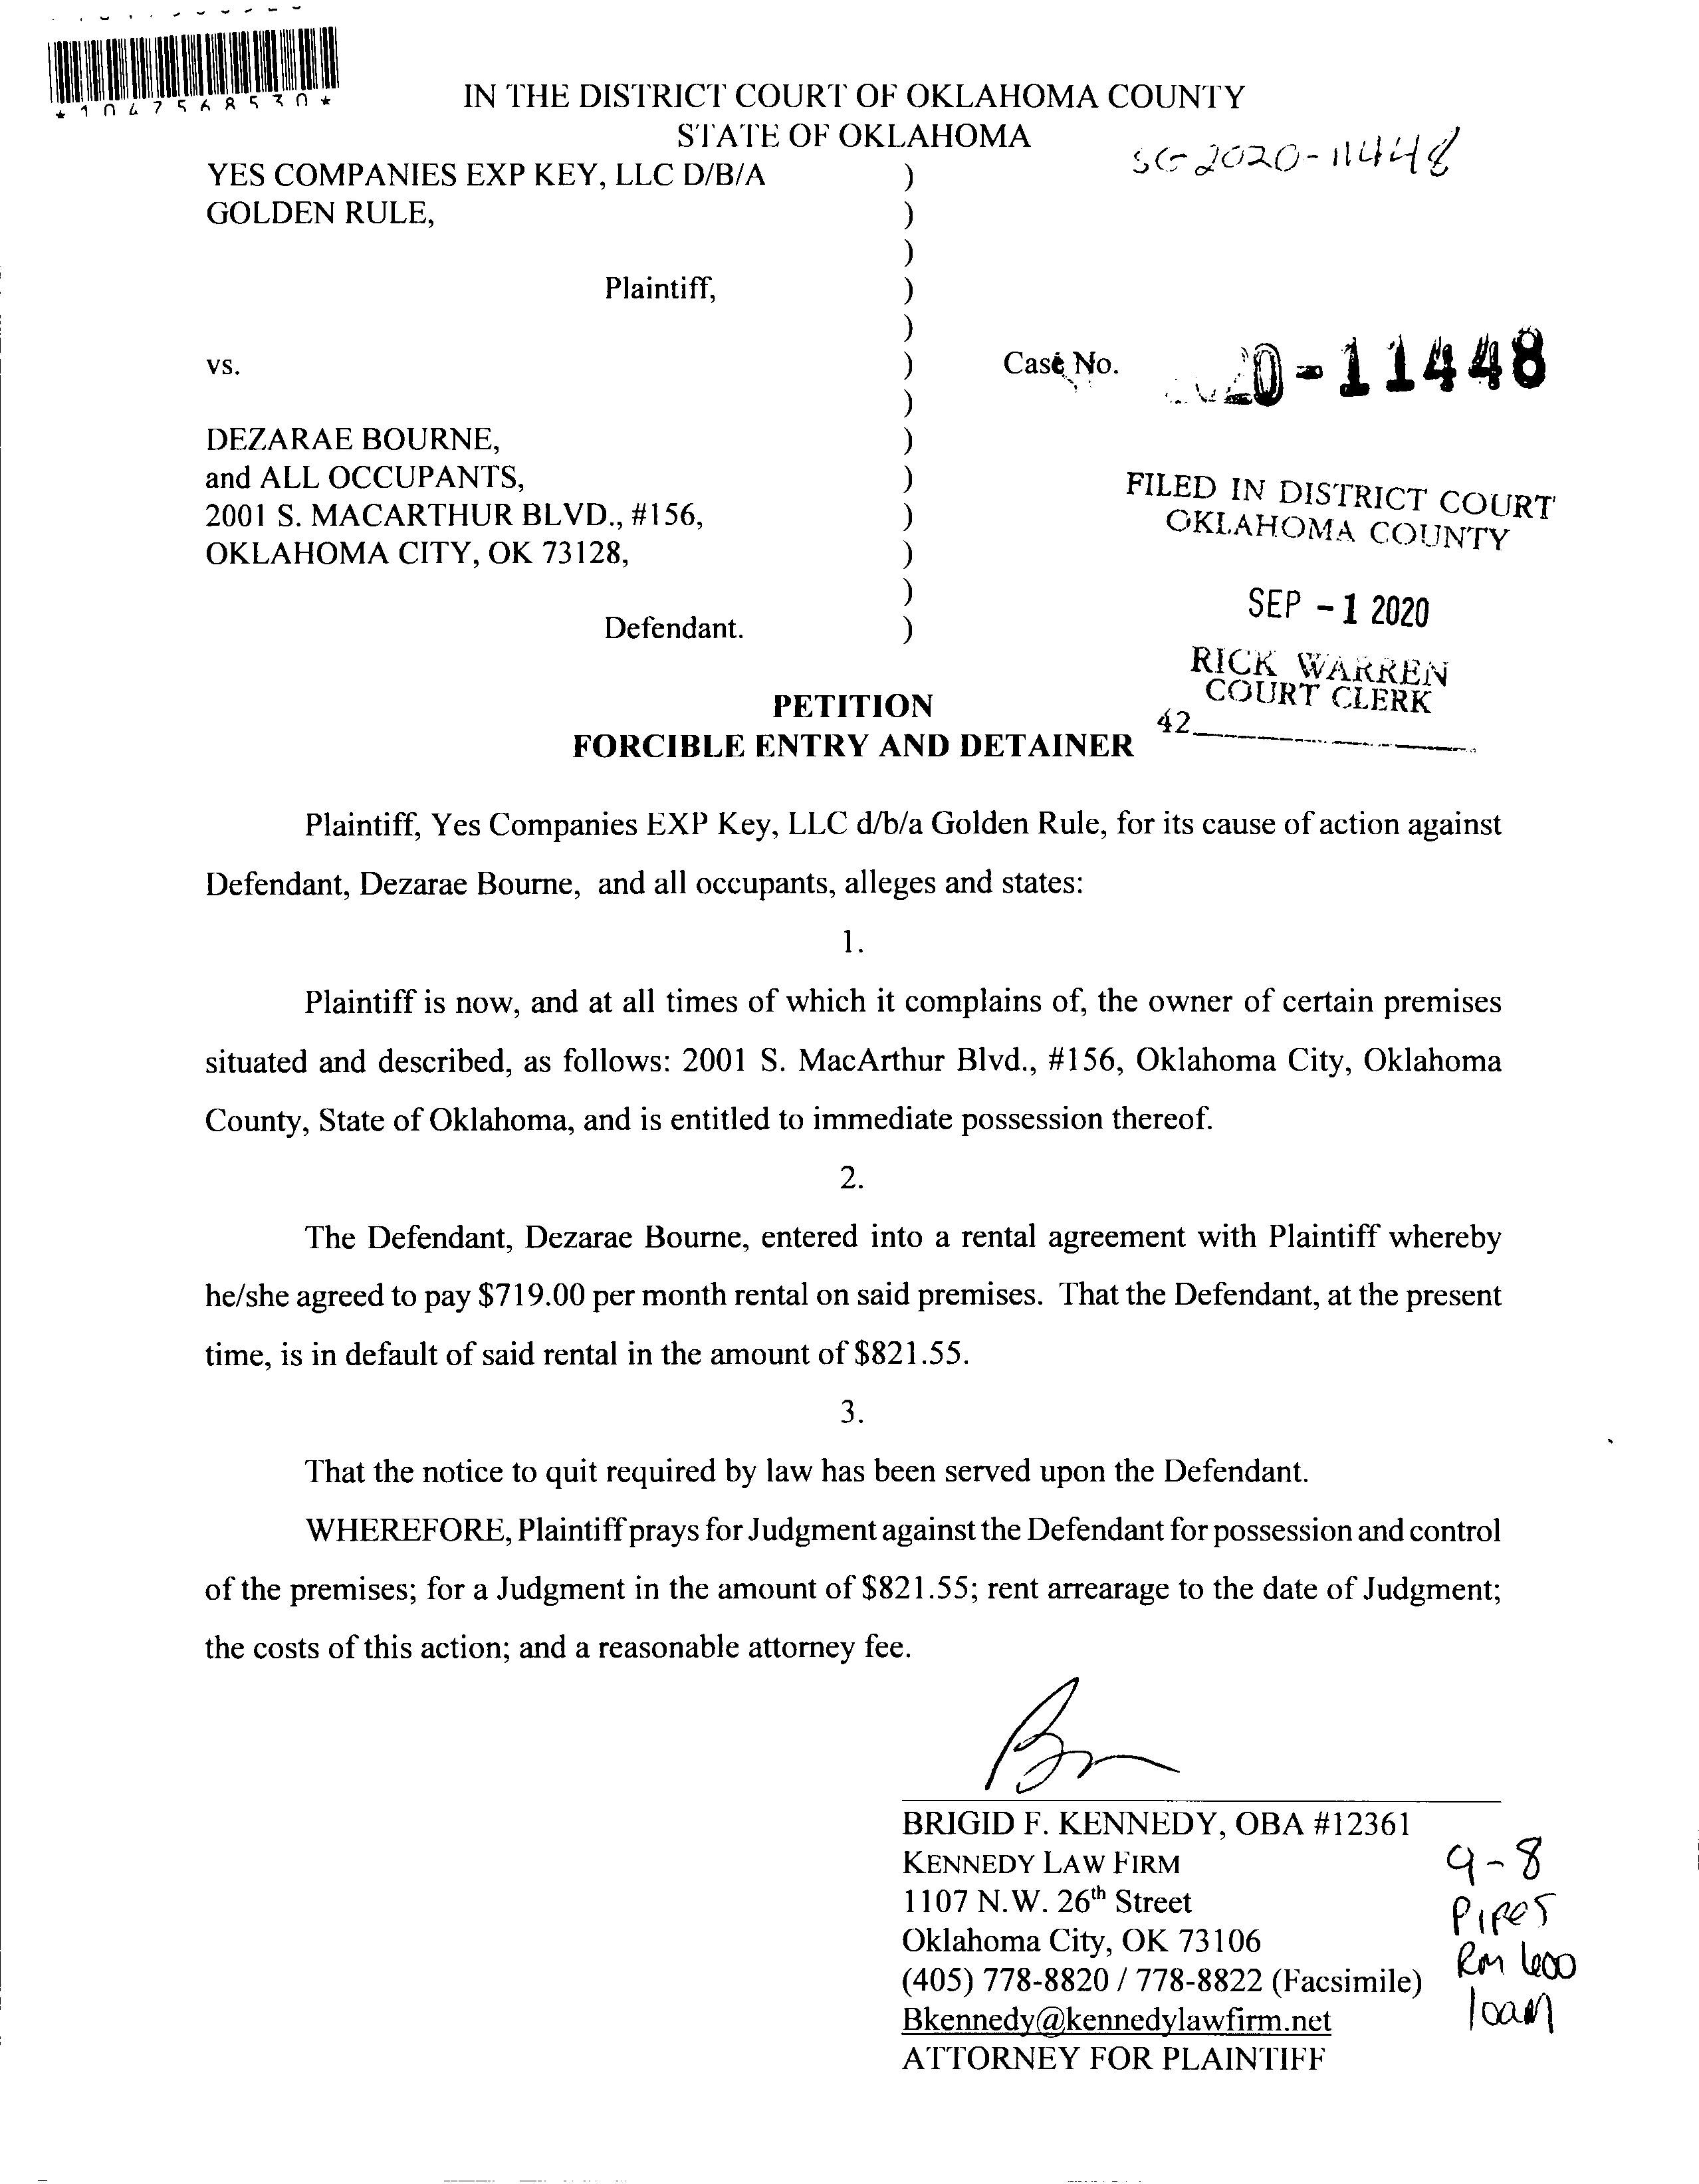 *1047568530*
IN THE DISTRICT COURT OF OKLAHOMA COUNTY
STATE OF OKLAHOMA
2020-11448
YES COMPANIES EXP KEY, LLC D/B/A )
GOLDEN RULE, )
)
Plaintiff, )
)
vs. ) Case No. 20-11448
)
DEZARAE BOURNE, )
and ALL OCCUPANTS, )
2001 S. MACARTHUR BLVD., #156, )
OKLAHOMA CITY, OK 73128, )
)
Defendant. )
FILED IN DISTRICT COURT
OKLAHOMA COUNTY
SEP -1 2020
RICK WARREN
COURT CLERK
42
PETITION
FORCIBLE ENTRY AND DETAINER
Plaintiff, Yes Companies EXP Key, LLC d/b/a Golden Rule, for its cause of action against
Defendant, Dezarae Bourne, and all occupants, alleges and states:
1.
Plaintiff is now, and at all times of which it complains of, the owner of certain premises
situated and described, as follows: 2001 S. MacArthur Blvd., #156, Oklahoma City, Oklahoma
County, State of Oklahoma, and is entitled to immediate possession thereof.
2.
The Defendant, Dezarae Bourne, entered into a rental agreement with Plaintiff whereby
he/she agreed to pay $719.00 per month rental on said premises. That the Defendant, at the present
time, is in default of said rental in the amount of $821.55.
3.
That the notice to quit required by law has been served upon the Defendant.
WHEREFORE, Plaintiff prays for Judgment against the Defendant for possession and control
of the premises; for a Judgment in the amount of $821.55; rent arrearage to the date of Judgment;
the costs of this action; and a reasonable attorney fee.
BRIGID F. KENNEDY, OBA #12361
KENNEDY LAW FIRM
1107 N.W. 26th Street
Oklahoma City, OK 73106
(405) 778-8820 / 778-8822 (Facsimile)
Bkennedy@kennedylawfirm.net
ATTORNEY FOR PLAINTIFF
9-8
Pipes
Rm 600
10am